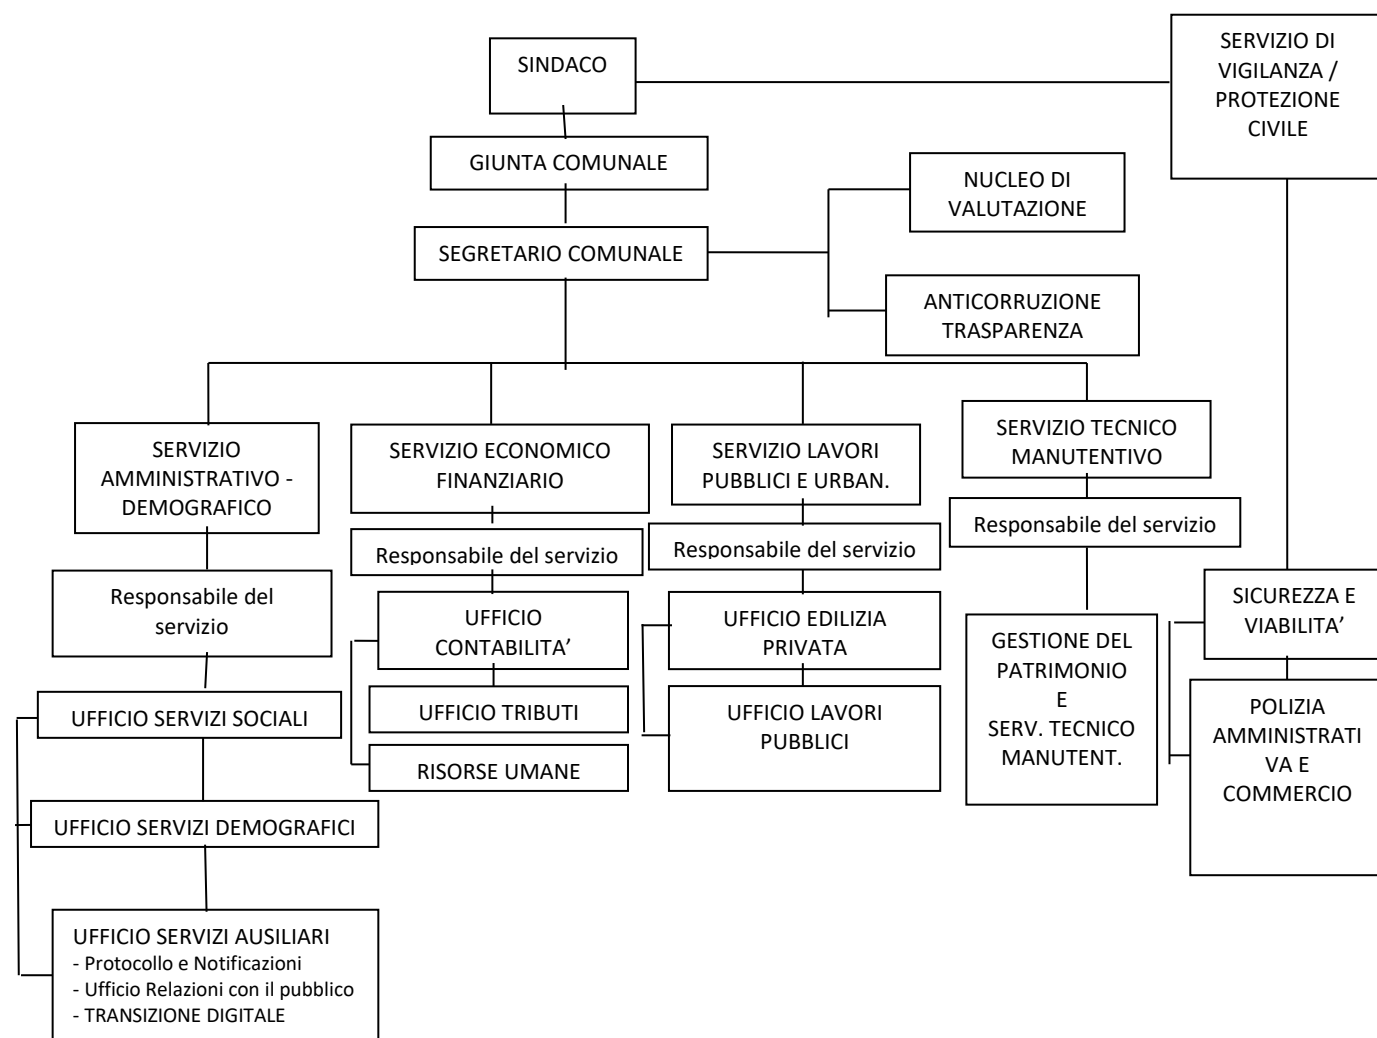 SINDACO
SERVIZIO DI
VIGILANZA /
PROTEZIONE
CIVILE
GIUNTA COMUNALE
NUCLEO DI
VALUTAZIONE
SEGRETARIO COMUNALE
ANTICORRUZIONE
TRASPARENZA
SERVIZIO
AMMINISTRATIVO -
DEMOGRAFICO
SERVIZIO ECONOMICO
FINANZIARIO
SERVIZIO LAVORI
PUBBLICI E URBAN.
SERVIZIO TECNICO
MANUTENTIVO
Responsabile del
servizio
Responsabile del servizio
Responsabile del servizio
Responsabile del servizio
UFFICIO SERVIZI SOCIALI
UFFICIO SERVIZI DEMOGRAFICI
UFFICIO SERVIZI AUSILIARI
- Protocollo e Notificazioni
- Ufficio Relazioni con il pubblico
- TRANSIZIONE DIGITALE
UFFICIO
CONTABILITA’
UFFICIO TRIBUTI
RISORSE UMANE
UFFICIO EDILIZIA
PRIVATA
UFFICIO LAVORI
PUBBLICI
GESTIONE DEL
PATRIMONIO
E
SERV. TECNICO
MANUTENT.
SICUREZZA E
VIABILITA’
POLIZIA
AMMINISTRATI
VA E
COMMERCIO